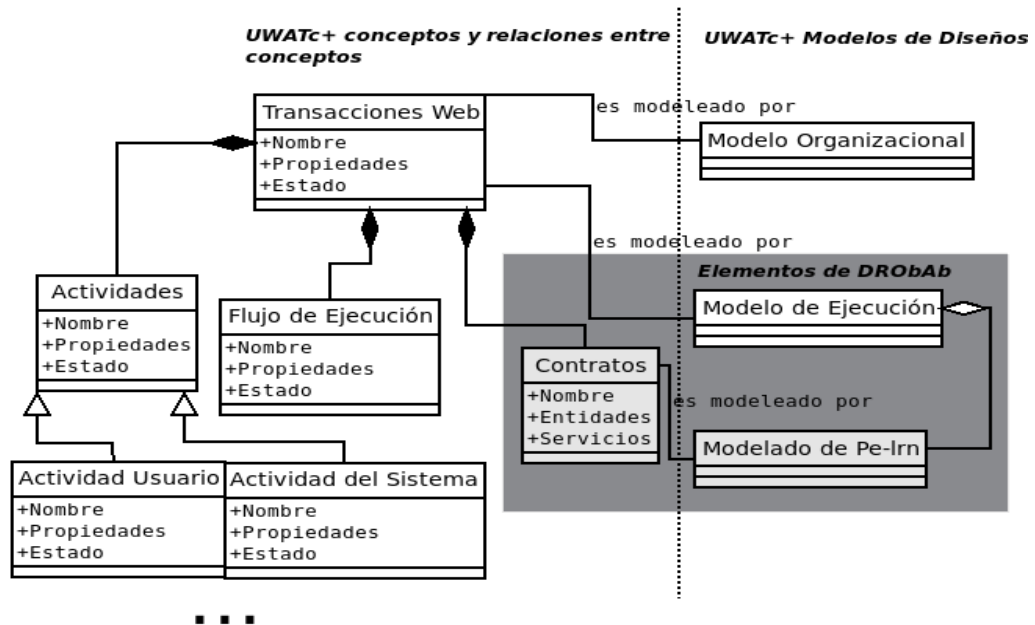 UWATc+ conceptos y relaciones entre
conceptos
UWATc+ Modelos de Diseños
Transacciones Web
+Nombre
+Propiedades
+Estado
es modeleado por
Modelo Organizacional
es modeleado por
Elementos de DRObAb
Actividades
+Nombre
+Propiedades
+Estado
Flujo de Ejecución
+Nombre
+Propiedades
+Estado
Modelo de Ejecución
Contratos
+Nombre
+Entidades
+Servicios
es modeleado por
Modelado de Pe-lrn
Actividad Usuario
+Nombre
+Propiedades
+Estado
Actividad del Sistema
+Nombre
+Propiedades
+Estado
...